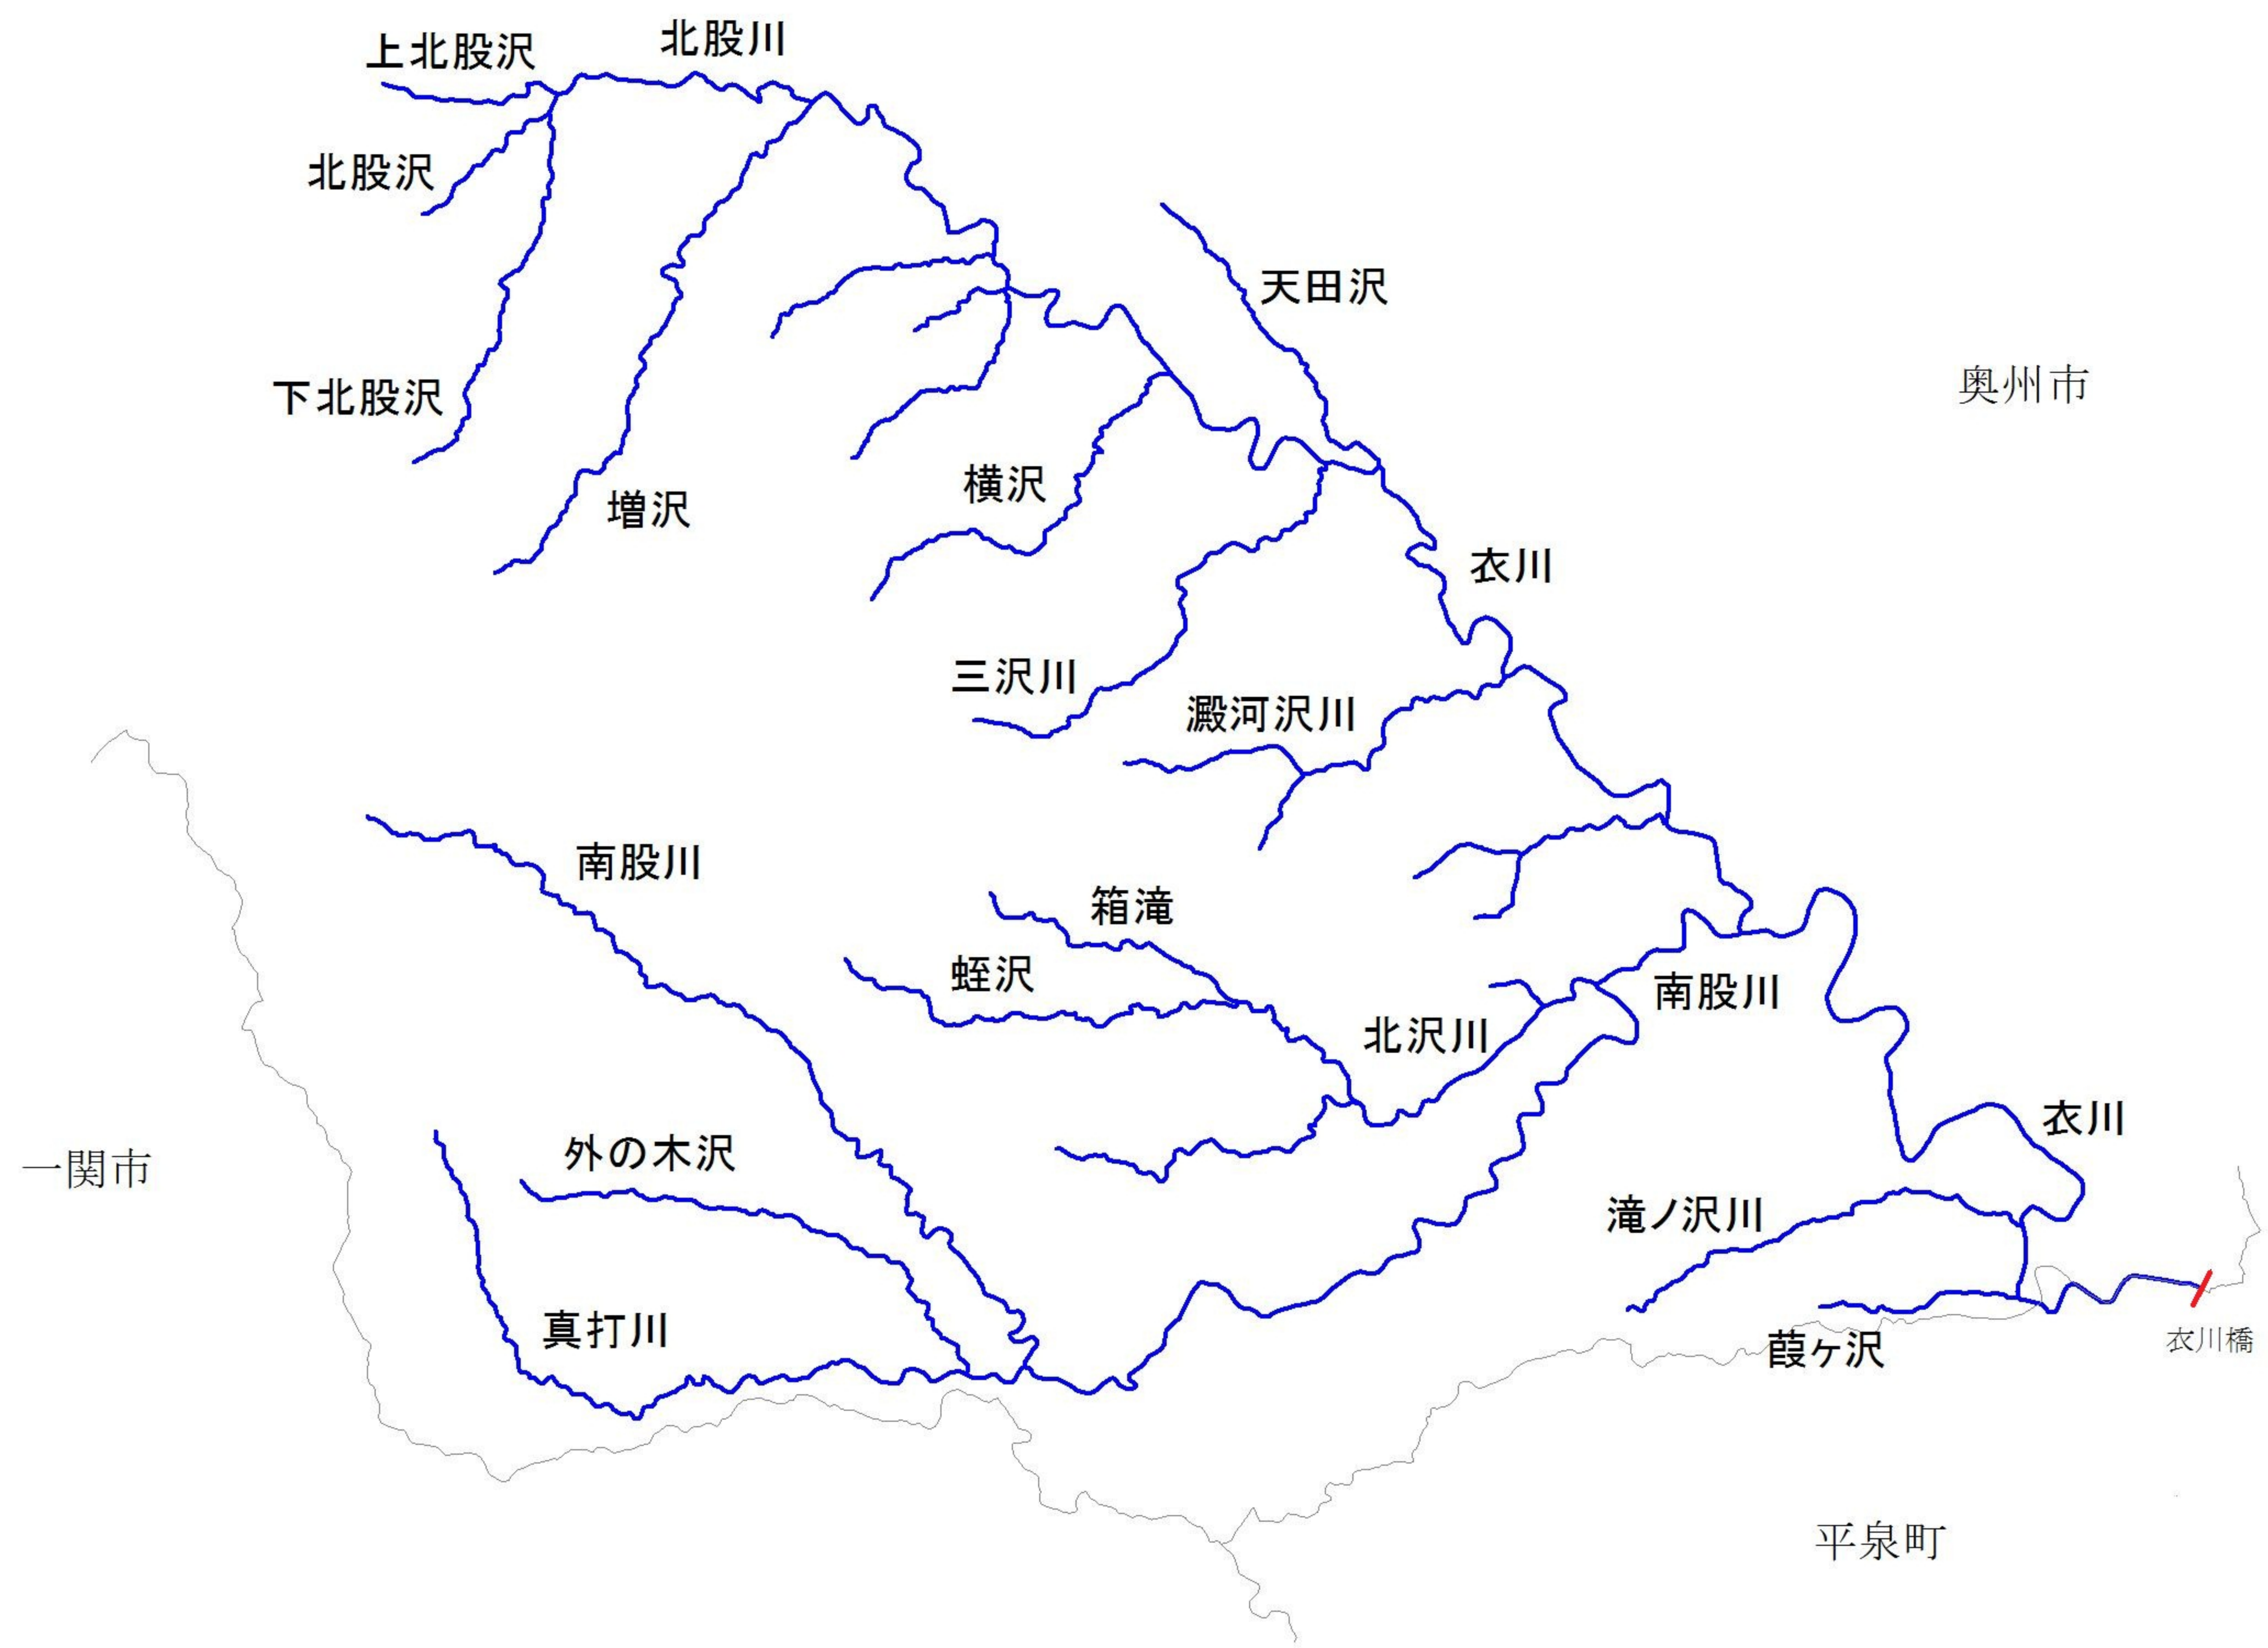 北股川
上北股沢
北股沢
天田沢
奥州市
下北股沢
横沢
増沢
衣川
三沢川
澱河沢川
南股川
箱滝
蛭沢
南股川
北沢川
衣川
外の木沢
一関市
滝ノ沢川
真打川
衣川橋
霞ヶ沢
平泉町